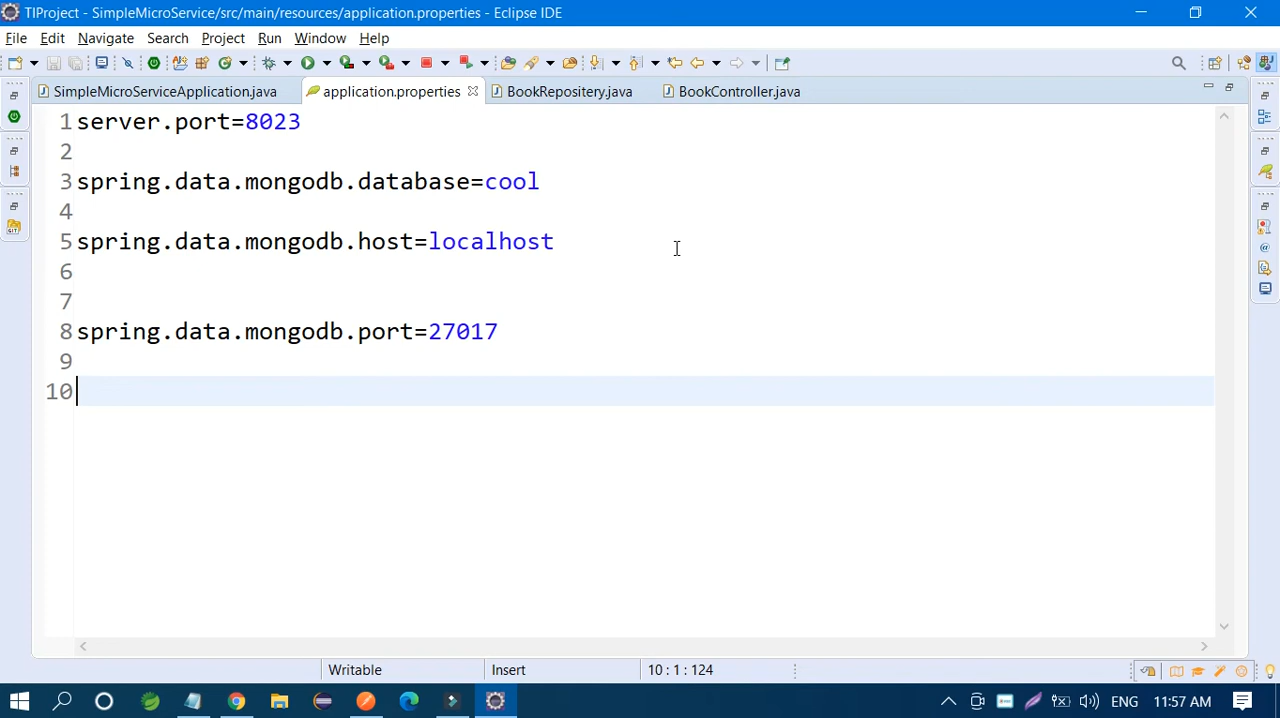 TIProject - SimpleMicroService/src/main/resources/application.properties - Eclipse IDE
File Edit Navigate Search Project Run Window Help
SimpleMicroServiceApplication.java application.properties BookRepositery.java BookController.java
1 server.port=8023
2
3 spring.data.mongodb.database=cool
4
5 spring.data.mongodb.host=localhost
6
7
8 spring.data.mongodb.port=27017
9
10
Writable Insert 10 : 1 : 124
ENG 11:57 AM